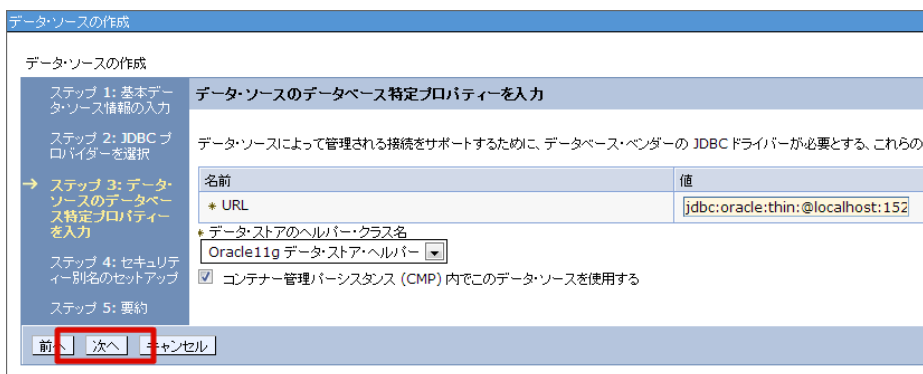 データ・ソースの作成
データ・ソースの作成
ステップ 1: 基本デー
タ・ソース情報の入力
ステップ 2: JDBC プ
ロバイダーを選択
→ ステップ 3: データ・
ソースのデータベー
ス特定プロパティー
を入力
ステップ 4: セキュリテ
ィー別名のセットアップ
ステップ 5: 要約
データ・ソースのデータベース特定プロパティーを入力
データ・ソースによって管理される接続をサポートするために、データベース・ベンダーの JDBC ドライバーが必要とする、これらの
名前 値
* URL jdbc:oracle:thin:@localhost:152
* データ・ストアのヘルパー・クラス名
Oracle11g データ・ストア・ヘルパー
コンテナー管理パーシスタンス (CMP) 内でこのデータ・ソースを使用する
前へ 次へ キャンセル